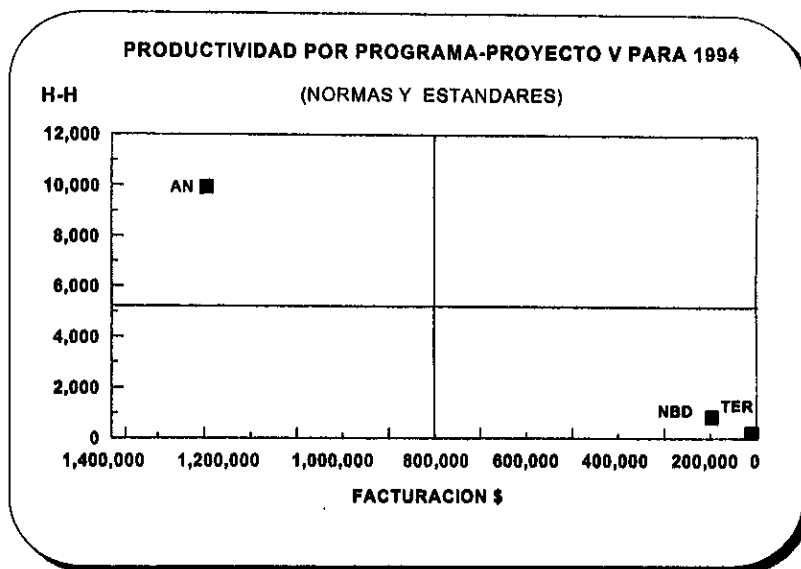 PRODUCTIVIDAD POR PROGRAMA-PROYECTO V PARA 1994
H-H
(NORMAS Y ESTANDARES)
12,000
10,000
AN
8,000
6,000
4,000
2,000
NBD
TER
0
1,400,000
1,200,000
1,000,000
800,000
600,000
400,000
200,000
0
FACTURACION $